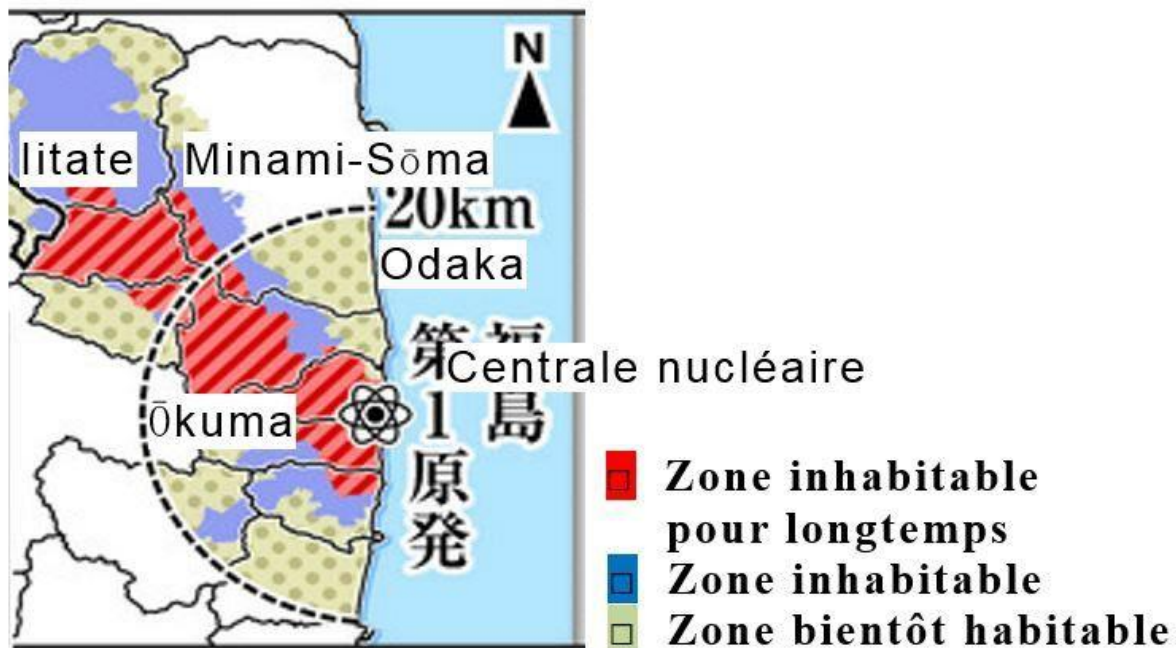 N
Iitate
Minami-Sōma
20km
Odaka
福島
第1原発
Centrale nucléaire
Ōkuma
Zone inhabitable
pour longtemps
Zone inhabitable
Zone bientôt habitable